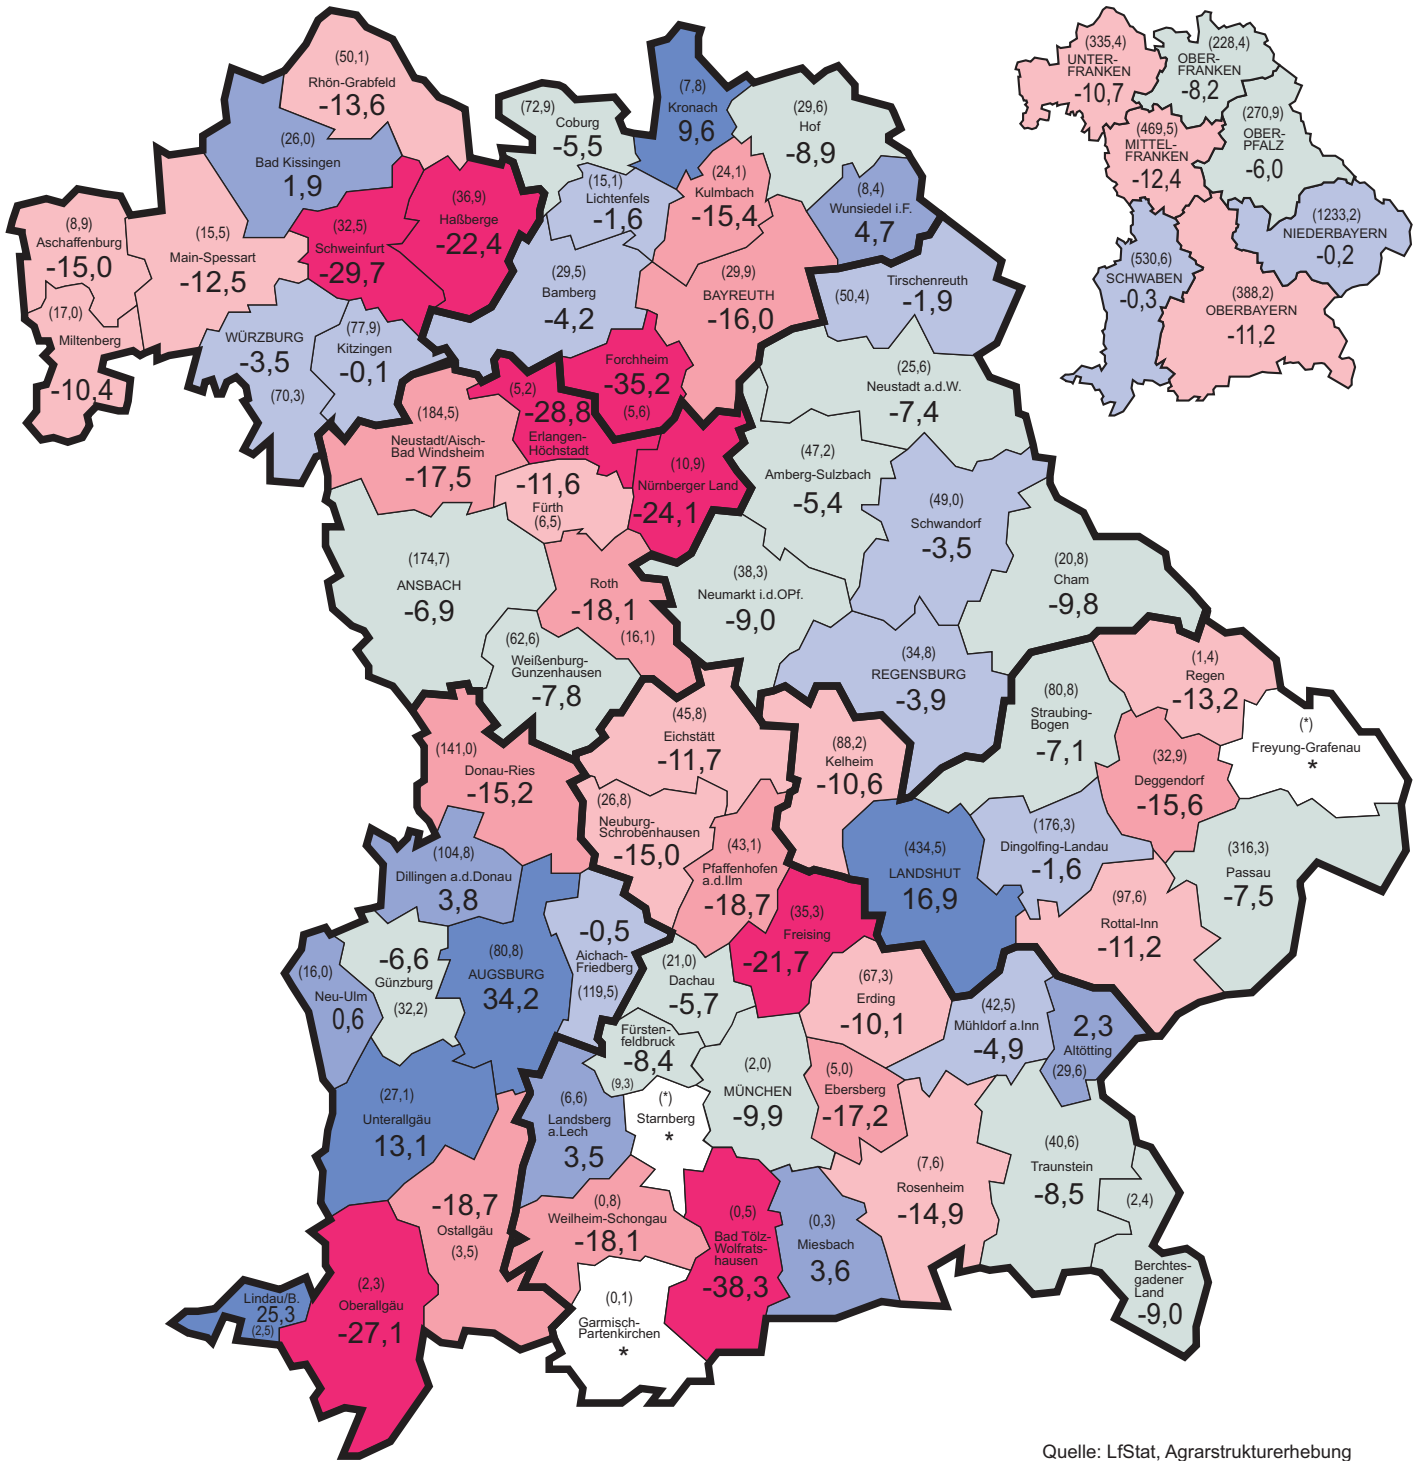 (50,1)
Rhön-Grabfeld
-13,6
(26,0)
Bad Kissingen
1,9
(8,9)
Aschaffenburg
-15,0
(17,0)
Miltenberg
-10,4
(15,5)
Main-Spessart
-12,5
(32,5)
Schweinfurt
-29,7
(36,9)
Haßberge
-22,4
WÜRZBURG
-3,5
(70,3)
(77,9)
Kitzingen
-0,1
(72,9)
Coburg
-5,5
(7,8)
Kronach
9,6
(29,6)
Hof
-8,9
(15,1)
Lichtenfels
-1,6
(24,1)
Kulmbach
-15,4
(8,4)
Wunsiedel i.F.
4,7
(29,5)
Bamberg
-4,2
(29,9)
BAYREUTH
-16,0
Forchheim
-35,2
(5,6)
Tirschenreuth
(50,4)
-1,9
(25,6)
Neustadt a.d.W.
-7,4
(47,2)
Amberg-Sulzbach
-5,4
(49,0)
Schwandorf
-3,5
(20,8)
Cham
-9,8
(38,3)
Neumarkt i.d.OPf.
-9,0
(34,8)
REGENSBURG
-3,9
(184,5)
Neustadt/Aisch-
Bad Windsheim
-17,5
(5,2)
-28,8
Erlangen-
Höchstadt
-11,6
Fürth
(6,5)
(10,9)
Nürnberger Land
-24,1
(174,7)
ANSBACH
-6,9
Roth
-18,1
(16,1)
(62,6)
Weißenburg-
Gunzenhausen
-7,8
(141,0)
Donau-Ries
-15,2
(104,8)
Dillingen a.d.Donau
3,8
-6,6
Günzburg
(32,2)
(16,0)
Neu-Ulm
0,6
(80,8)
AUGSBURG
34,2
-0,5
Aichach-
Friedberg
(119,5)
(27,1)
Unterallgäu
13,1
-18,7
Ostallgäu
(3,5)
(2,3)
Oberallgäu
-27,1
Lindau/B.
25,3
(2,5)
(45,8)
Eichstätt
-11,7
(26,8)
Neuburg-
Schrobenhausen
-15,0
(43,1)
Pfaffenhofen
a.d.Ilm
-18,7
(35,3)
Freising
-21,7
(21,0)
Dachau
-5,7
(67,3)
Erding
-10,1
Fürsten-
feldbruck
-8,4
(9,3)
(2,0)
MÜNCHEN
-9,9
(5,0)
Ebersberg
-17,2
(42,5)
Mühldorf a.Inn
-4,9
2,3
Altötting
(29,6)
(6,6)
Landsberg
a.Lech
3,5
(*)
Starnberg
*
(0,8)
Weilheim-Schongau
-18,1
(0,1)
Garmisch-
Partenkirchen
*
(0,5)
Bad Tölz-
Wolfrats-
hausen
-38,3
(0,3)
Miesbach
3,6
(7,6)
Rosenheim
-14,9
(40,6)
Traunstein
-8,5
(2,4)
Berchtes-
gadener
Land
-9,0
(88,2)
Kelheim
-10,6
(434,5)
LANDSHUT
16,9
(80,8)
Straubing-
Bogen
-7,1
(1,4)
Regen
-13,2
(*)
Freyung-Grafenau
*
(32,9)
Deggendorf
-15,6
(176,3)
Dingolfing-Landau
-1,6
(316,3)
Passau
-7,5
(97,6)
Rottal-Inn
-11,2
(335,4)
UNTER-
FRANKEN
-10,7
(228,4)
OBER-
FRANKEN
-8,2
(270,9)
OBER-
PFALZ
-6,0
(469,5)
MITTEL-
FRANKEN
-12,4
(1233,2)
NIEDERBAYERN
-0,2
(530,6)
SCHWABEN
-0,3
(388,2)
OBERBAYERN
-11,2
Quelle: LfStat, Agrarstrukturerhebung